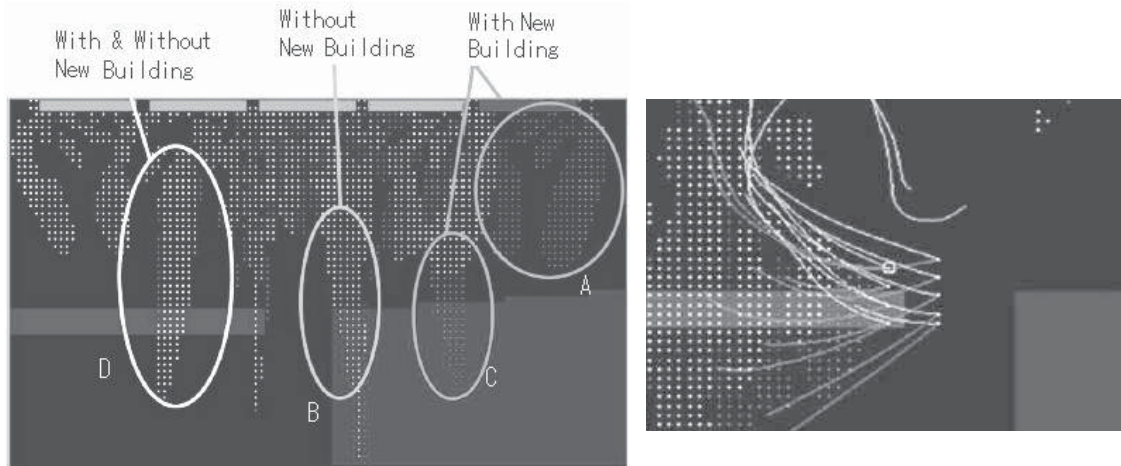 With & Without
New Building
Without
New Building
With New
Building
A
D
B
C